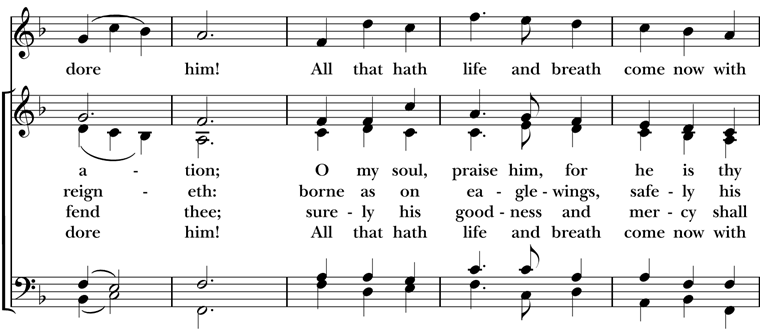 dore him! All that hath life and breath come now with
a - tion; O my soul, praise him, for he is thy
reign - eth: borne as on ea - gle - wings, safe - ly his
fend thee; sure - ly his good - ness and mer - cy shall
dore him! All that hath life and breath come now with